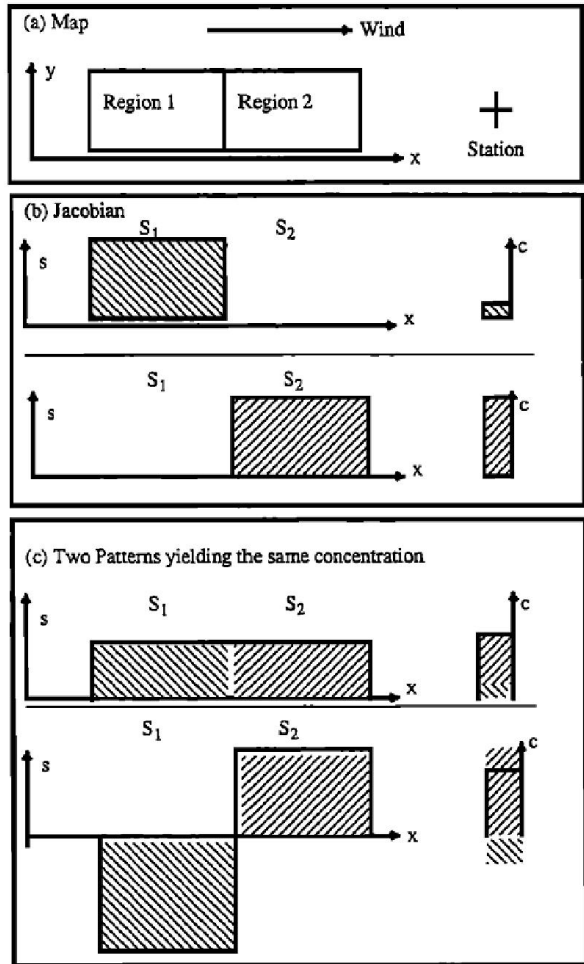 (a) Map
Wind
y
Region 1 Region 2
x
Station
(b) Jacobian
S₁ S₂
s c
x
S₁ S₂
s c
x
(c) Two Patterns yielding the same concentration
S₁ S₂
s c
x
S₁ S₂
s c
x